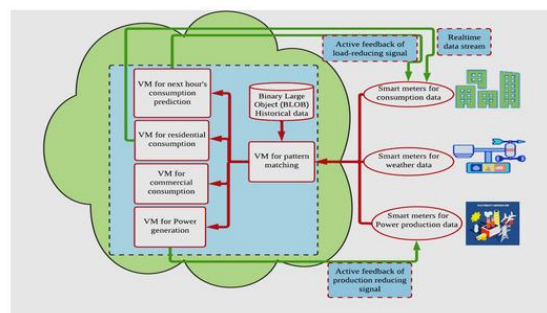 Active feedback of
load-reducing signal
Realtime
data stream
VM for next hour's
consumption
prediction
Binary Large
Object (BLOB)
Historical data
Smart meters for
consumption data
VM for residential
consumption
VM for pattern
matching
Smart meters for
weather data
VM for
commercial
consumption
VM for Power
generation
Smart meters for
Power production data
Active feedback of
production reducing
signal